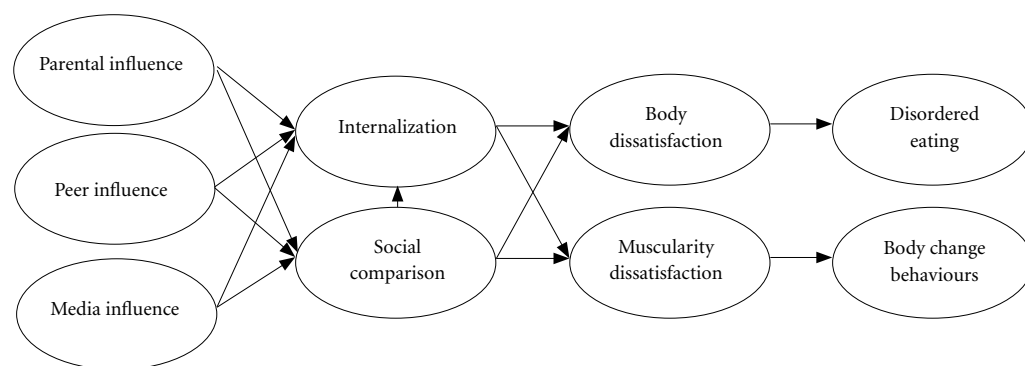 Parental influence
Peer influence
Media influence
Internalization
Social
comparison
Body
dissatisfaction
Muscularity
dissatisfaction
Disordered
eating
Body change
behaviours